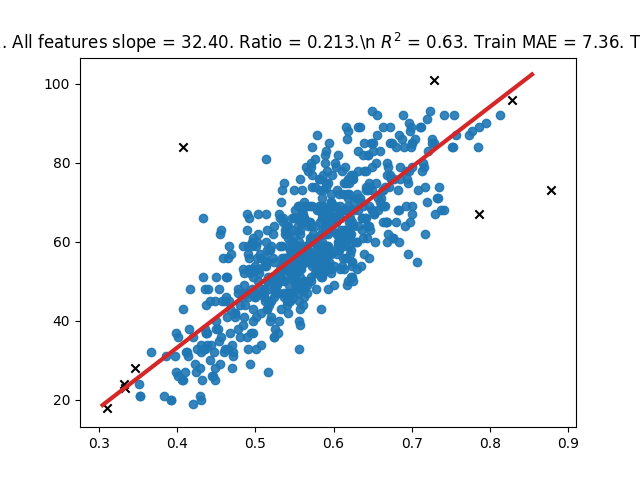 . All features slope = 32.40. Ratio = 0.213.\n R² = 0.63. Train MAE = 7.36. T
100
80
60
40
20
0.3 0.4 0.5 0.6 0.7 0.8 0.9